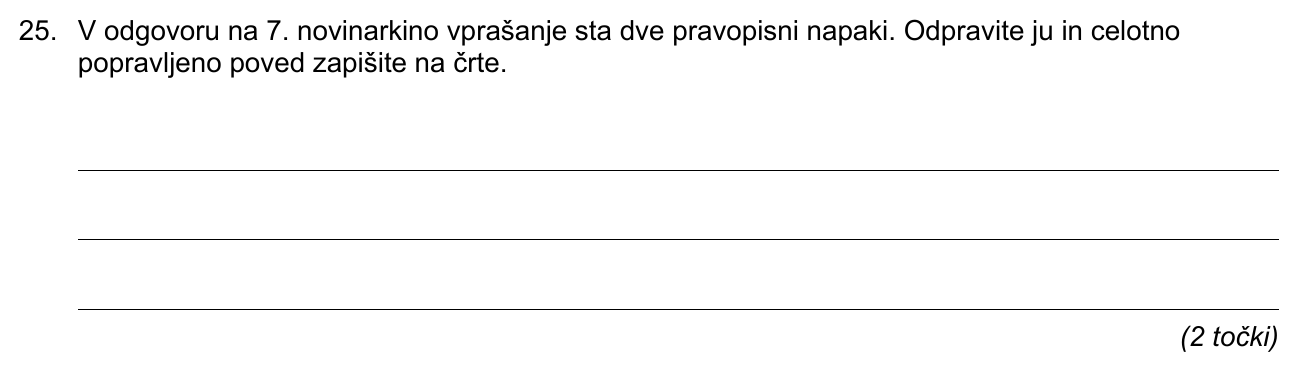 25. V odgovoru na 7. novinarkino vprašanje sta dve pravopisni napaki. Odpravite ju in celotno
popravljeno poved zapišite na črte.
(2 točki)